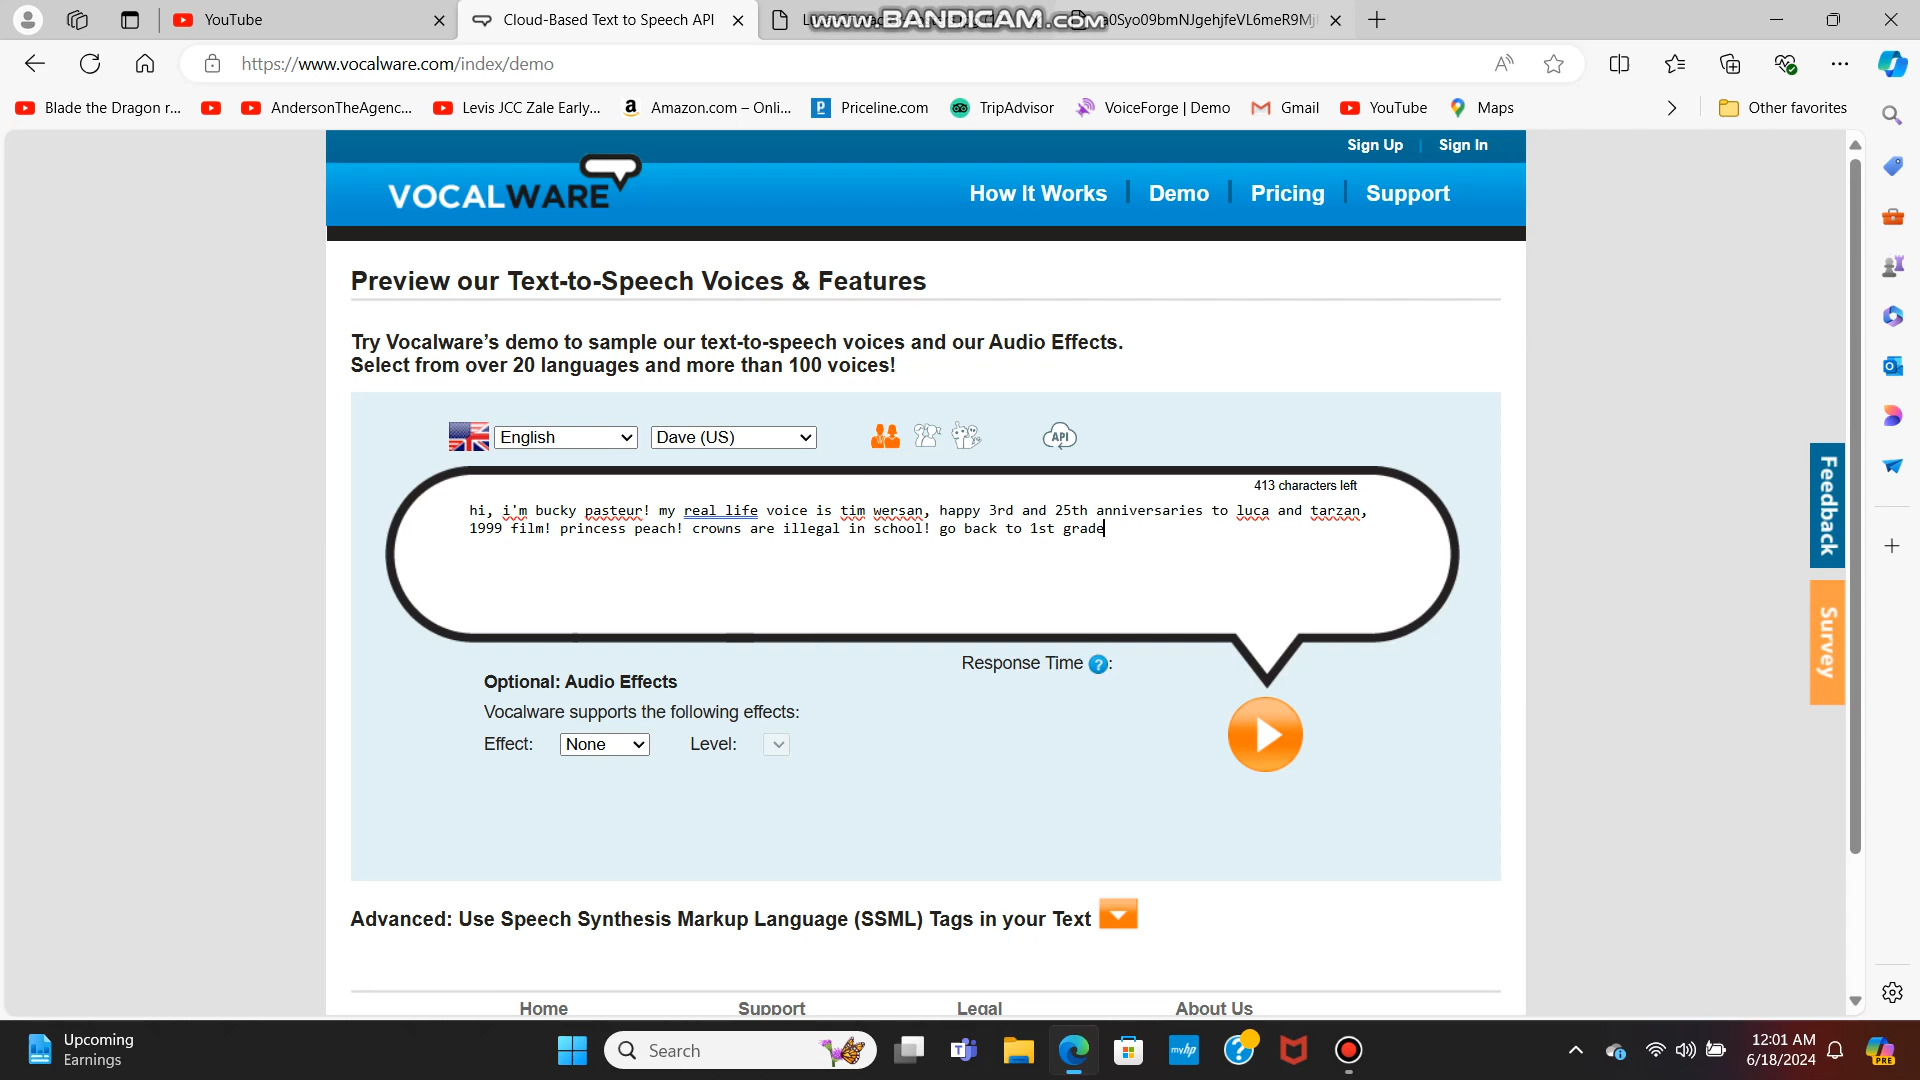 YouTube
Cloud-Based Text to Speech API
www.BANDICAM.com
https://www.vocalware.com/index/demo
Blade the Dragon r...
AndersonTheAgenc...
Levis JCC Zale Early...
Amazon.com – Onli...
Priceline.com
TripAdvisor
VoiceForge | Demo
Gmail
YouTube
Maps
Other favorites
Sign Up
Sign In
VOCALWARE
How It Works
Demo
Pricing
Support
Preview our Text-to-Speech Voices & Features
Try Vocalware's demo to sample our text-to-speech voices and our Audio Effects.
Select from over 20 languages and more than 100 voices!
English
Dave (US)
API
413 characters left
hi, i'm bucky pasteur! my real life voice is tim wersan, happy 3rd and 25th anniversaries to luca and tarzan,
1999 film! princess peach! crowns are illegal in school! go back to 1st grade
Response Time ?:
Optional: Audio Effects
Vocalware supports the following effects:
Effect:
None
Level:
Feedback
Survey
Advanced: Use Speech Synthesis Markup Language (SSML) Tags in your Text
Home
Support
Legal
About Us
Upcoming
Earnings
Search
myhp
12:01 AM
6/18/2024
PRE